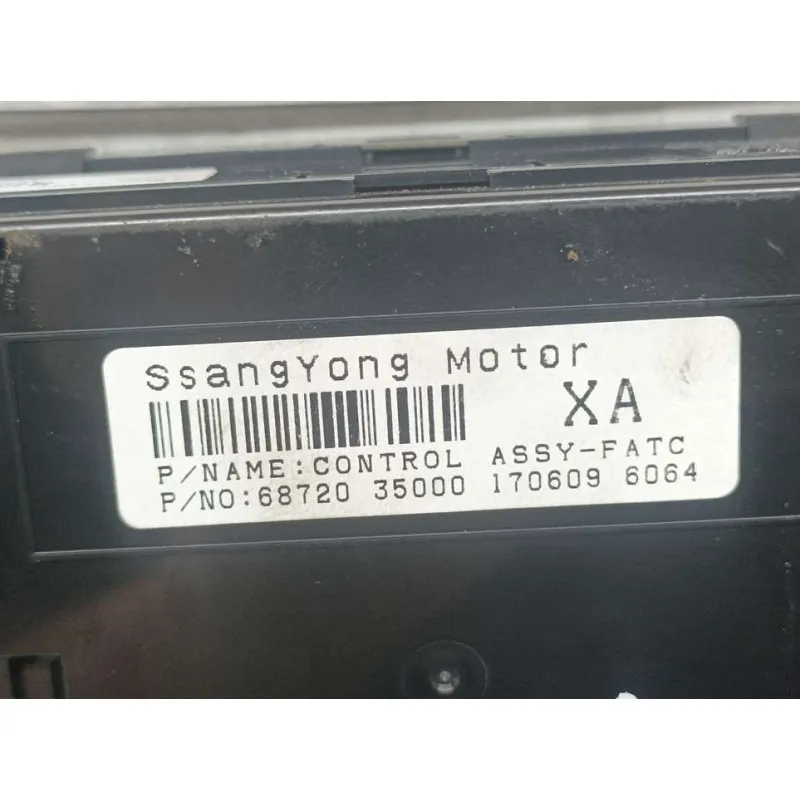 SsangYong Motor
XA
P/NAME:CONTROL ASSY-FATC
P/NO:68720 35000 170609 6064